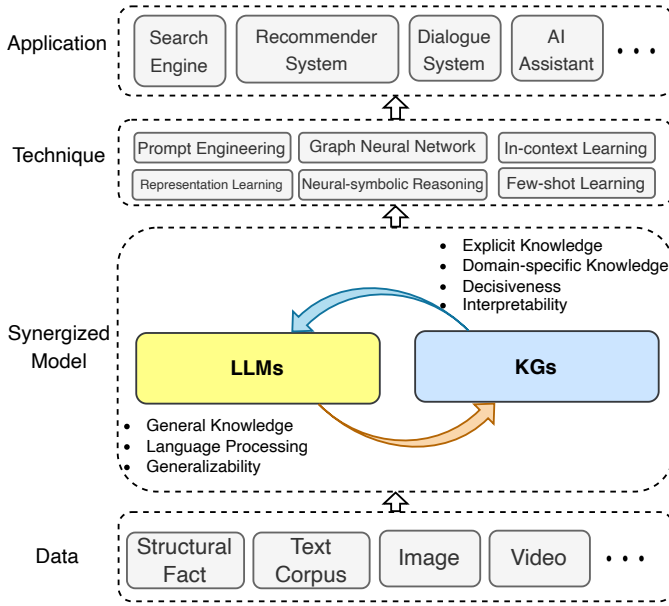 Application
Search
Engine
Recommender
System
Dialogue
System
AI
Assistant
Technique
Prompt Engineering
Graph Neural Network
In-context Learning
Representation Learning
Neural-symbolic Reasoning
Few-shot Learning
Synergized
Model
• Explicit Knowledge
• Domain-specific Knowledge
• Decisiveness
• Interpretability
LLMs
KGs
• General Knowledge
• Language Processing
• Generalizability
Data
Structural
Fact
Text
Corpus
Image
Video